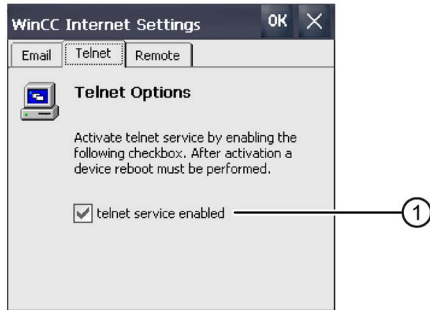 WinCC Internet Settings OK
Email Telnet Remote
Telnet Options
Activate telnet service by enabling the
following checkbox. After activation a
device reboot must be performed.
telnet service enabled 1